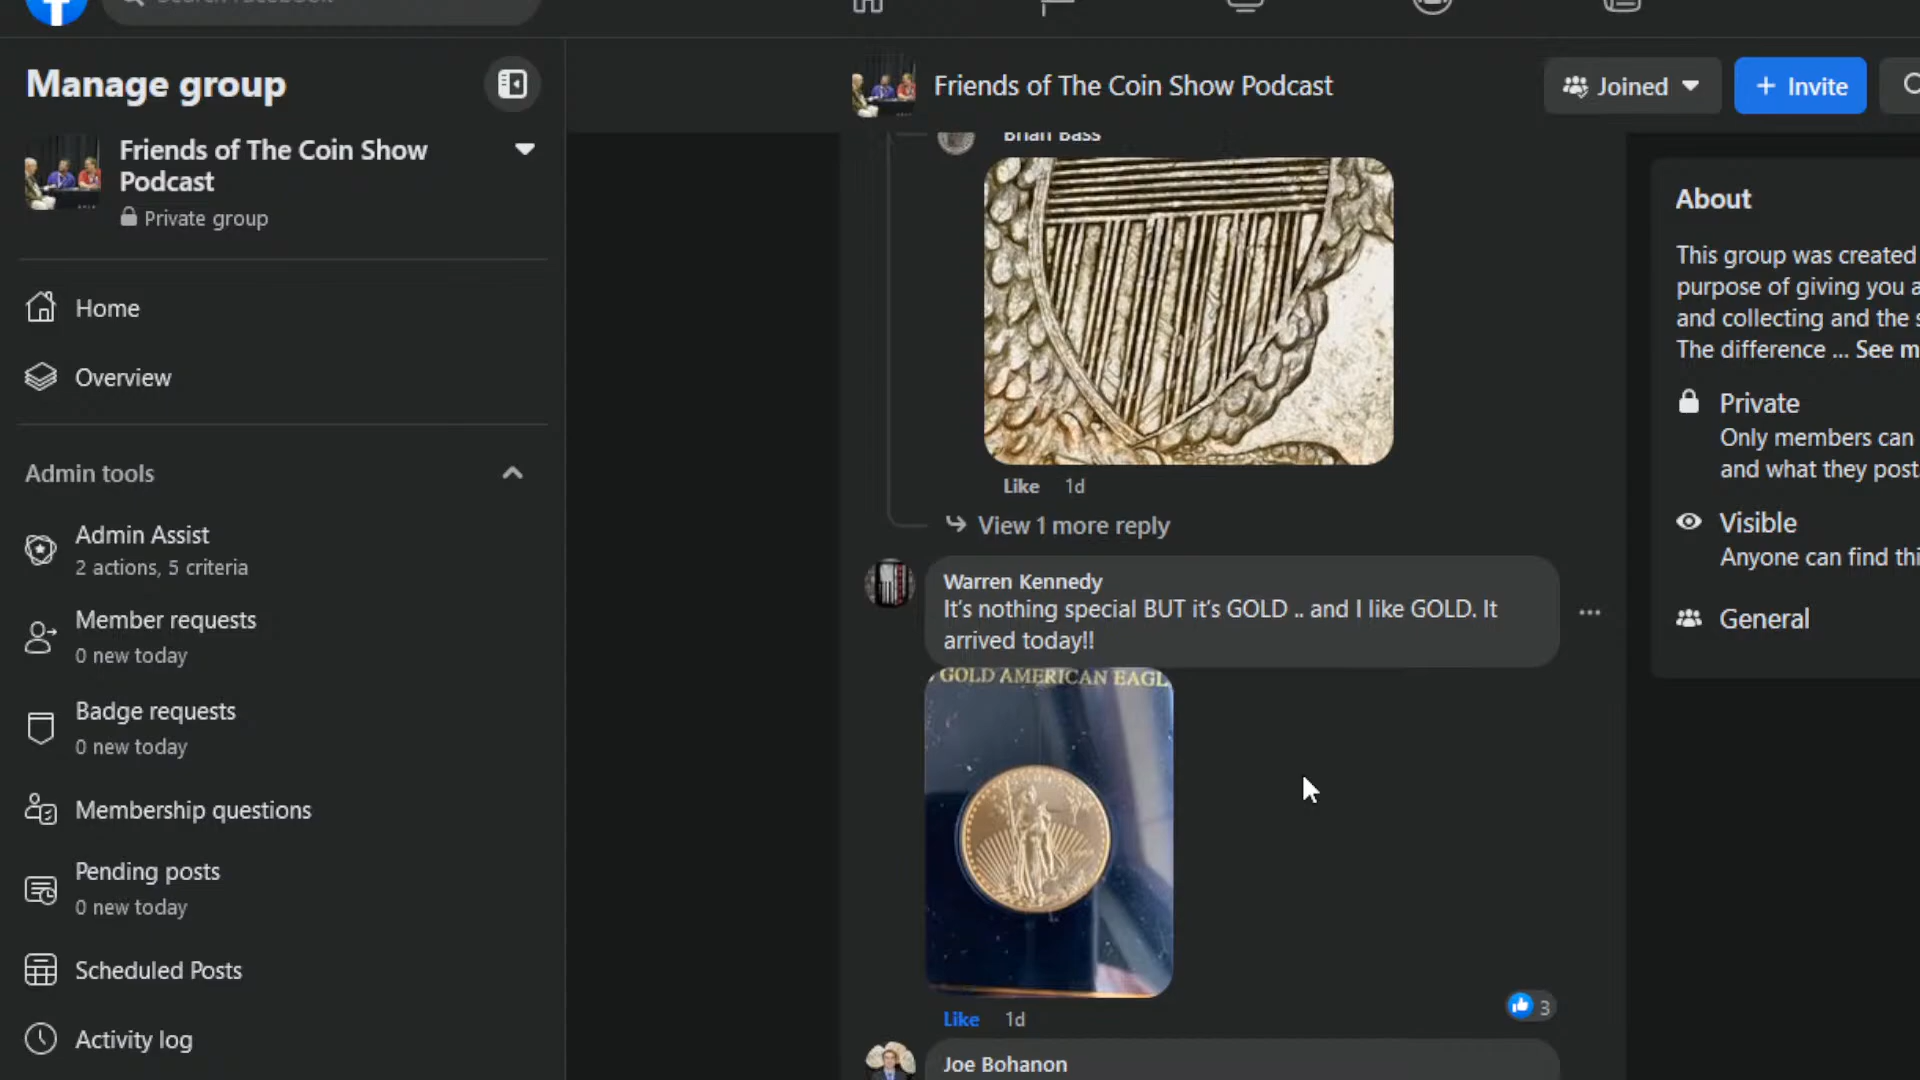 Manage group
Friends of The Coin Show
Podcast
Private group
Home
Overview
Admin tools
Admin Assist
2 actions, 5 criteria
Member requests
0 new today
Badge requests
0 new today
Membership questions
Pending posts
0 new today
Scheduled Posts
Activity log
Friends of The Coin Show Podcast
Joined
+ Invite
Brian Bass
Like 1d
View 1 more reply
Warren Kennedy
It's nothing special BUT it's GOLD .. and I like GOLD. It
arrived today!!
GOLD AMERICAN EAGL
Like 1d
3
Joe Bohanon
About
This group was created
purpose of giving you a
and collecting and the s
The difference ... See m
Private
Only members can
and what they post.
Visible
Anyone can find thi
General